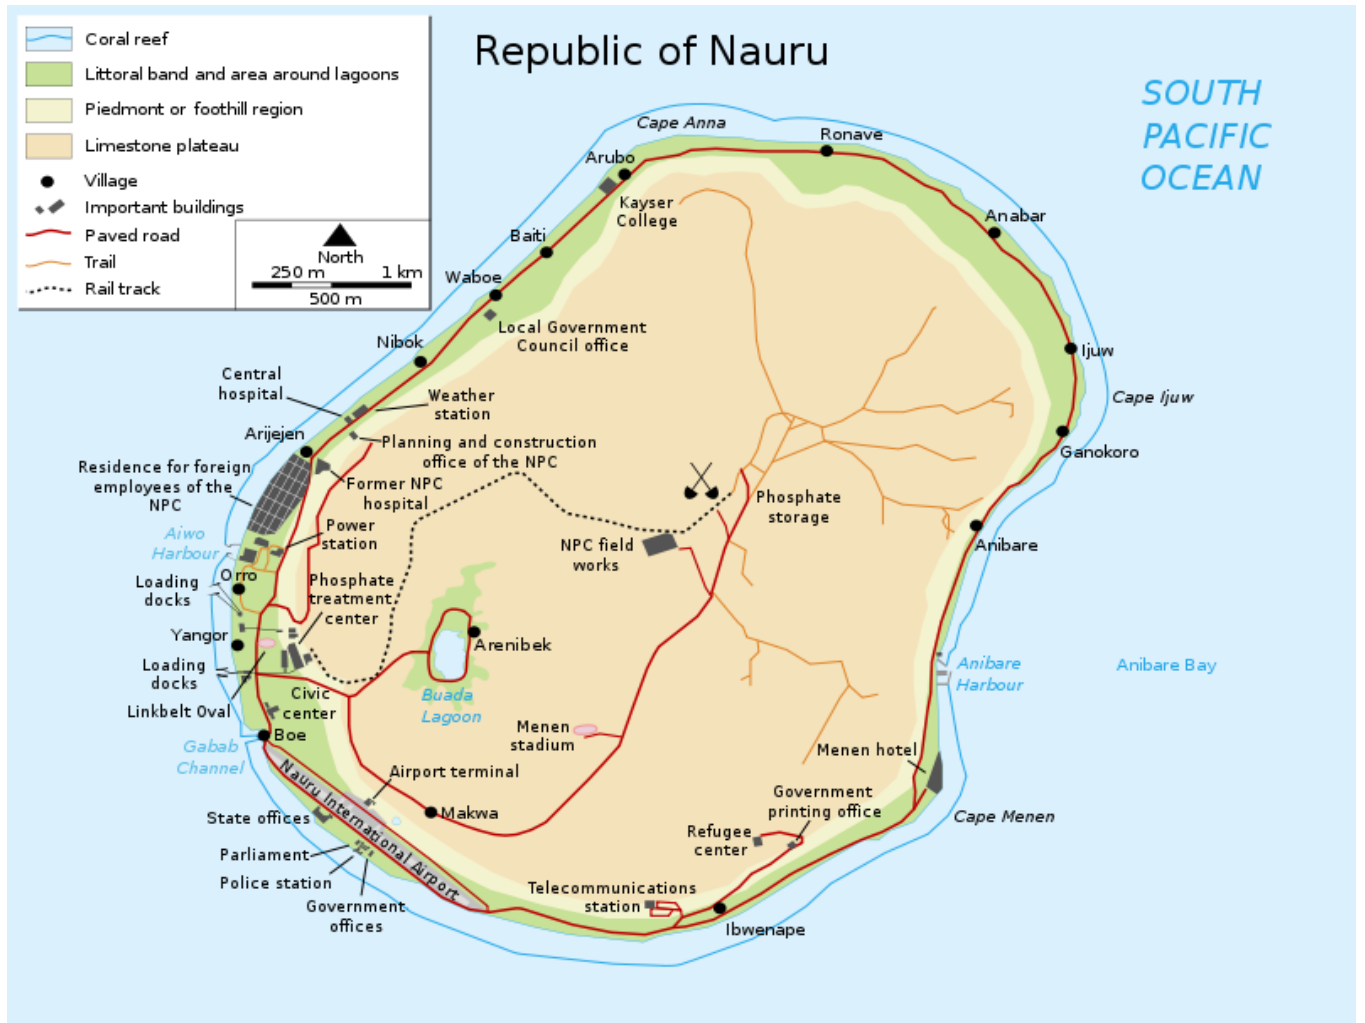 Republic of Nauru
Coral reef
Littoral band and area around lagoons
Piedmont or foothill region
Limestone plateau
Village
Important buildings
Paved road
Trail
Rail track
North
250 m
1 km
500 m
SOUTH
PACIFIC
OCEAN
Cape Anna
Ronave
Arubo
Kayser
College
Anabar
Baiti
Waboe
Local Government
Council office
Nibok
Ijuw
Cape Ijuw
Central
hospital
Weather
station
Arijejen
Planning and construction
office of the NPC
Ganokoro
Residence for foreign
employees of the
NPC
Former NPC
hospital
Phosphate
storage
Aiwo
Harbour
Power
station
NPC field
works
Anibare
Orro
Loading
docks
Phosphate
treatment
center
Yangor
Arenibek
Loading
docks
Anibare
Harbour
Anibare Bay
Buada
Lagoon
Linkbelt Oval
Civic
center
Boe
Menen
stadium
Gabab
Channel
Menen hotel
Nauru International Airport
Airport terminal
Government
printing office
State offices
Makwa
Cape Menen
Refugee
center
Parliament
Police station
Government
offices
Telecommunications
station
Ibwenape